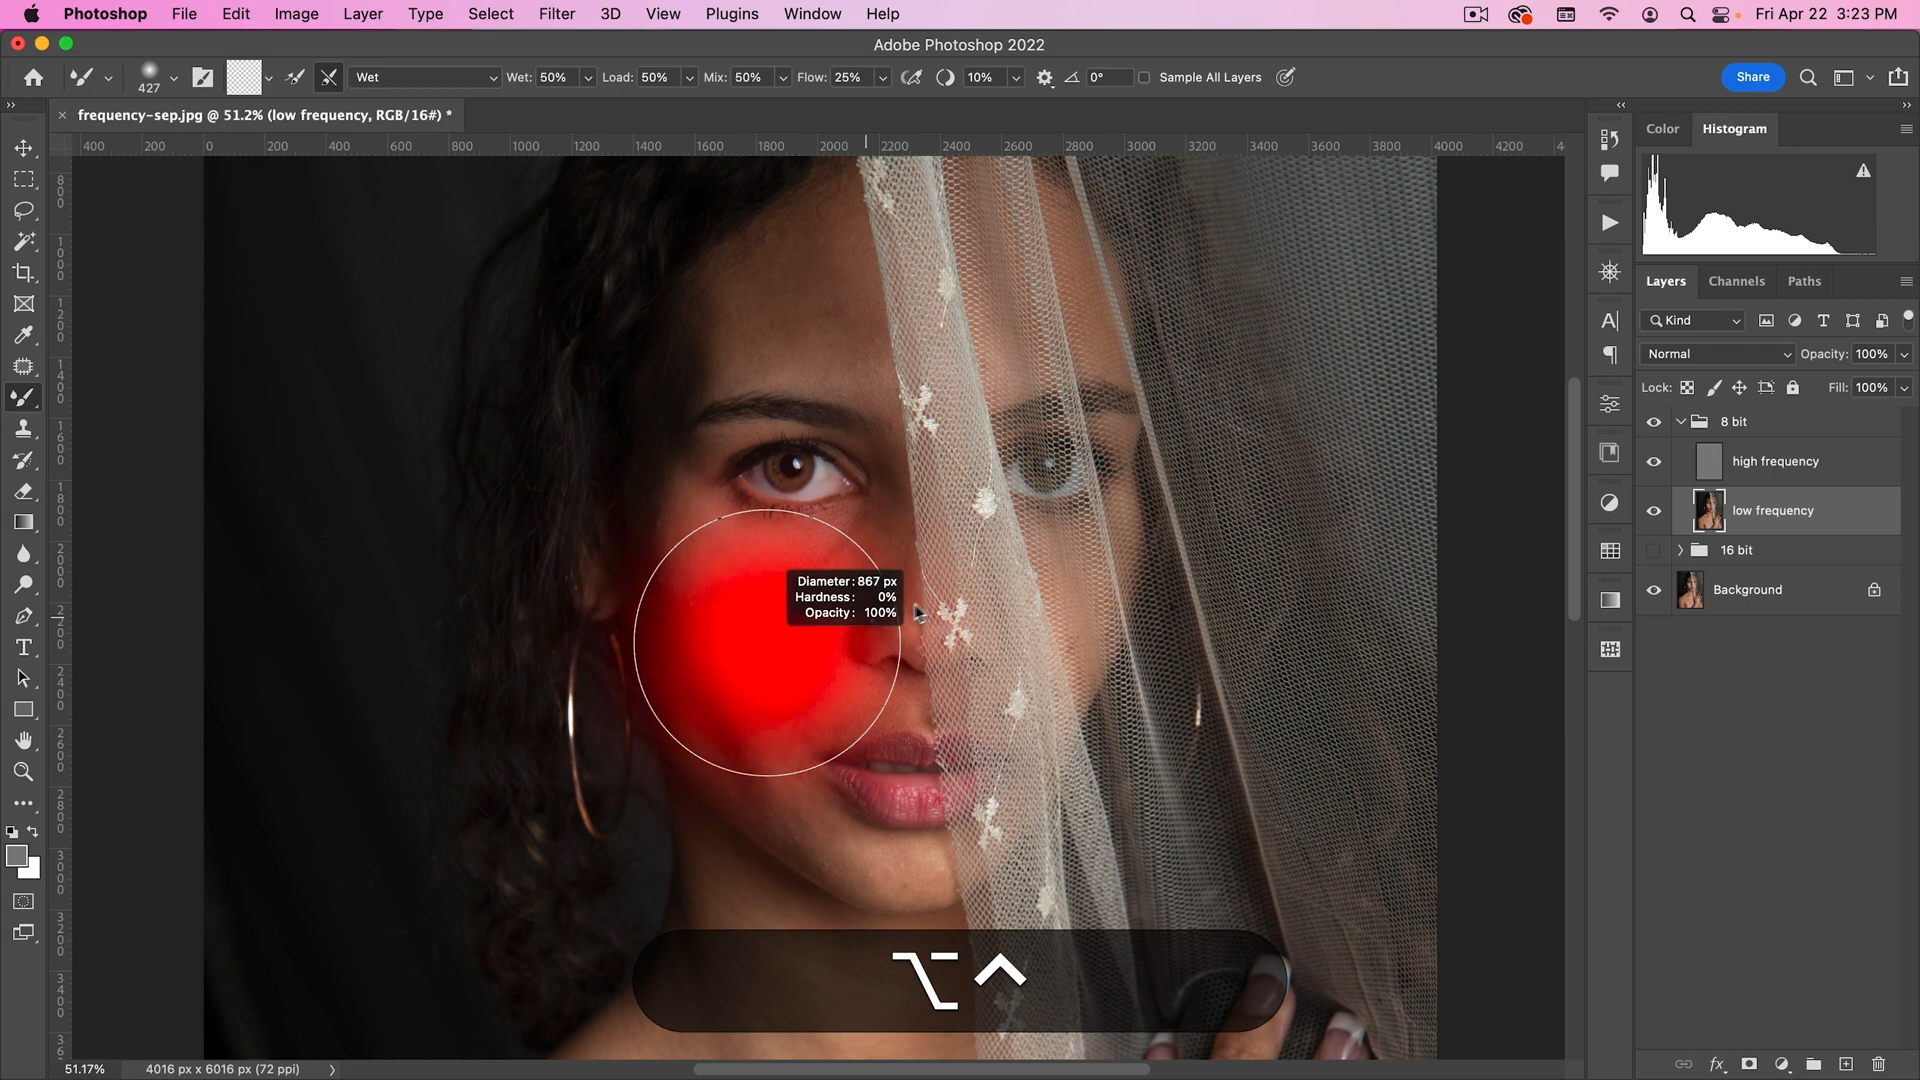 Photoshop File Edit Image Layer Type Select Filter 3D View Plugins Window Help Fri Apr 22 3:23 PM
Adobe Photoshop 2022
427 Wet Wet: 50% Load: 50% Mix: 50% Flow: 25% 10% 0° Sample All Layers Share
frequency-sep.jpg @ 51.2% (low frequency, RGB/16#) *
Color Histogram
400 200 0 200 400 600 800 1000 1200 1400 1600 1800 2000 2200 2400 2600 2800 3000 3200 3400 3600 3800 4000 4200 4
800
1000
1200
1400
1600
1800
2000
2200
2400
2600
2800
3000
3200
3400
36
Layers Channels Paths
Kind
Normal Opacity: 100%
Lock: Fill: 100%
8 bit
high frequency
low frequency
16 bit
Background
Diameter: 867 px
Hardness: 0%
Opacity: 100%
⌥ ^
51.17% 4016 px x 6016 px (72 ppi)